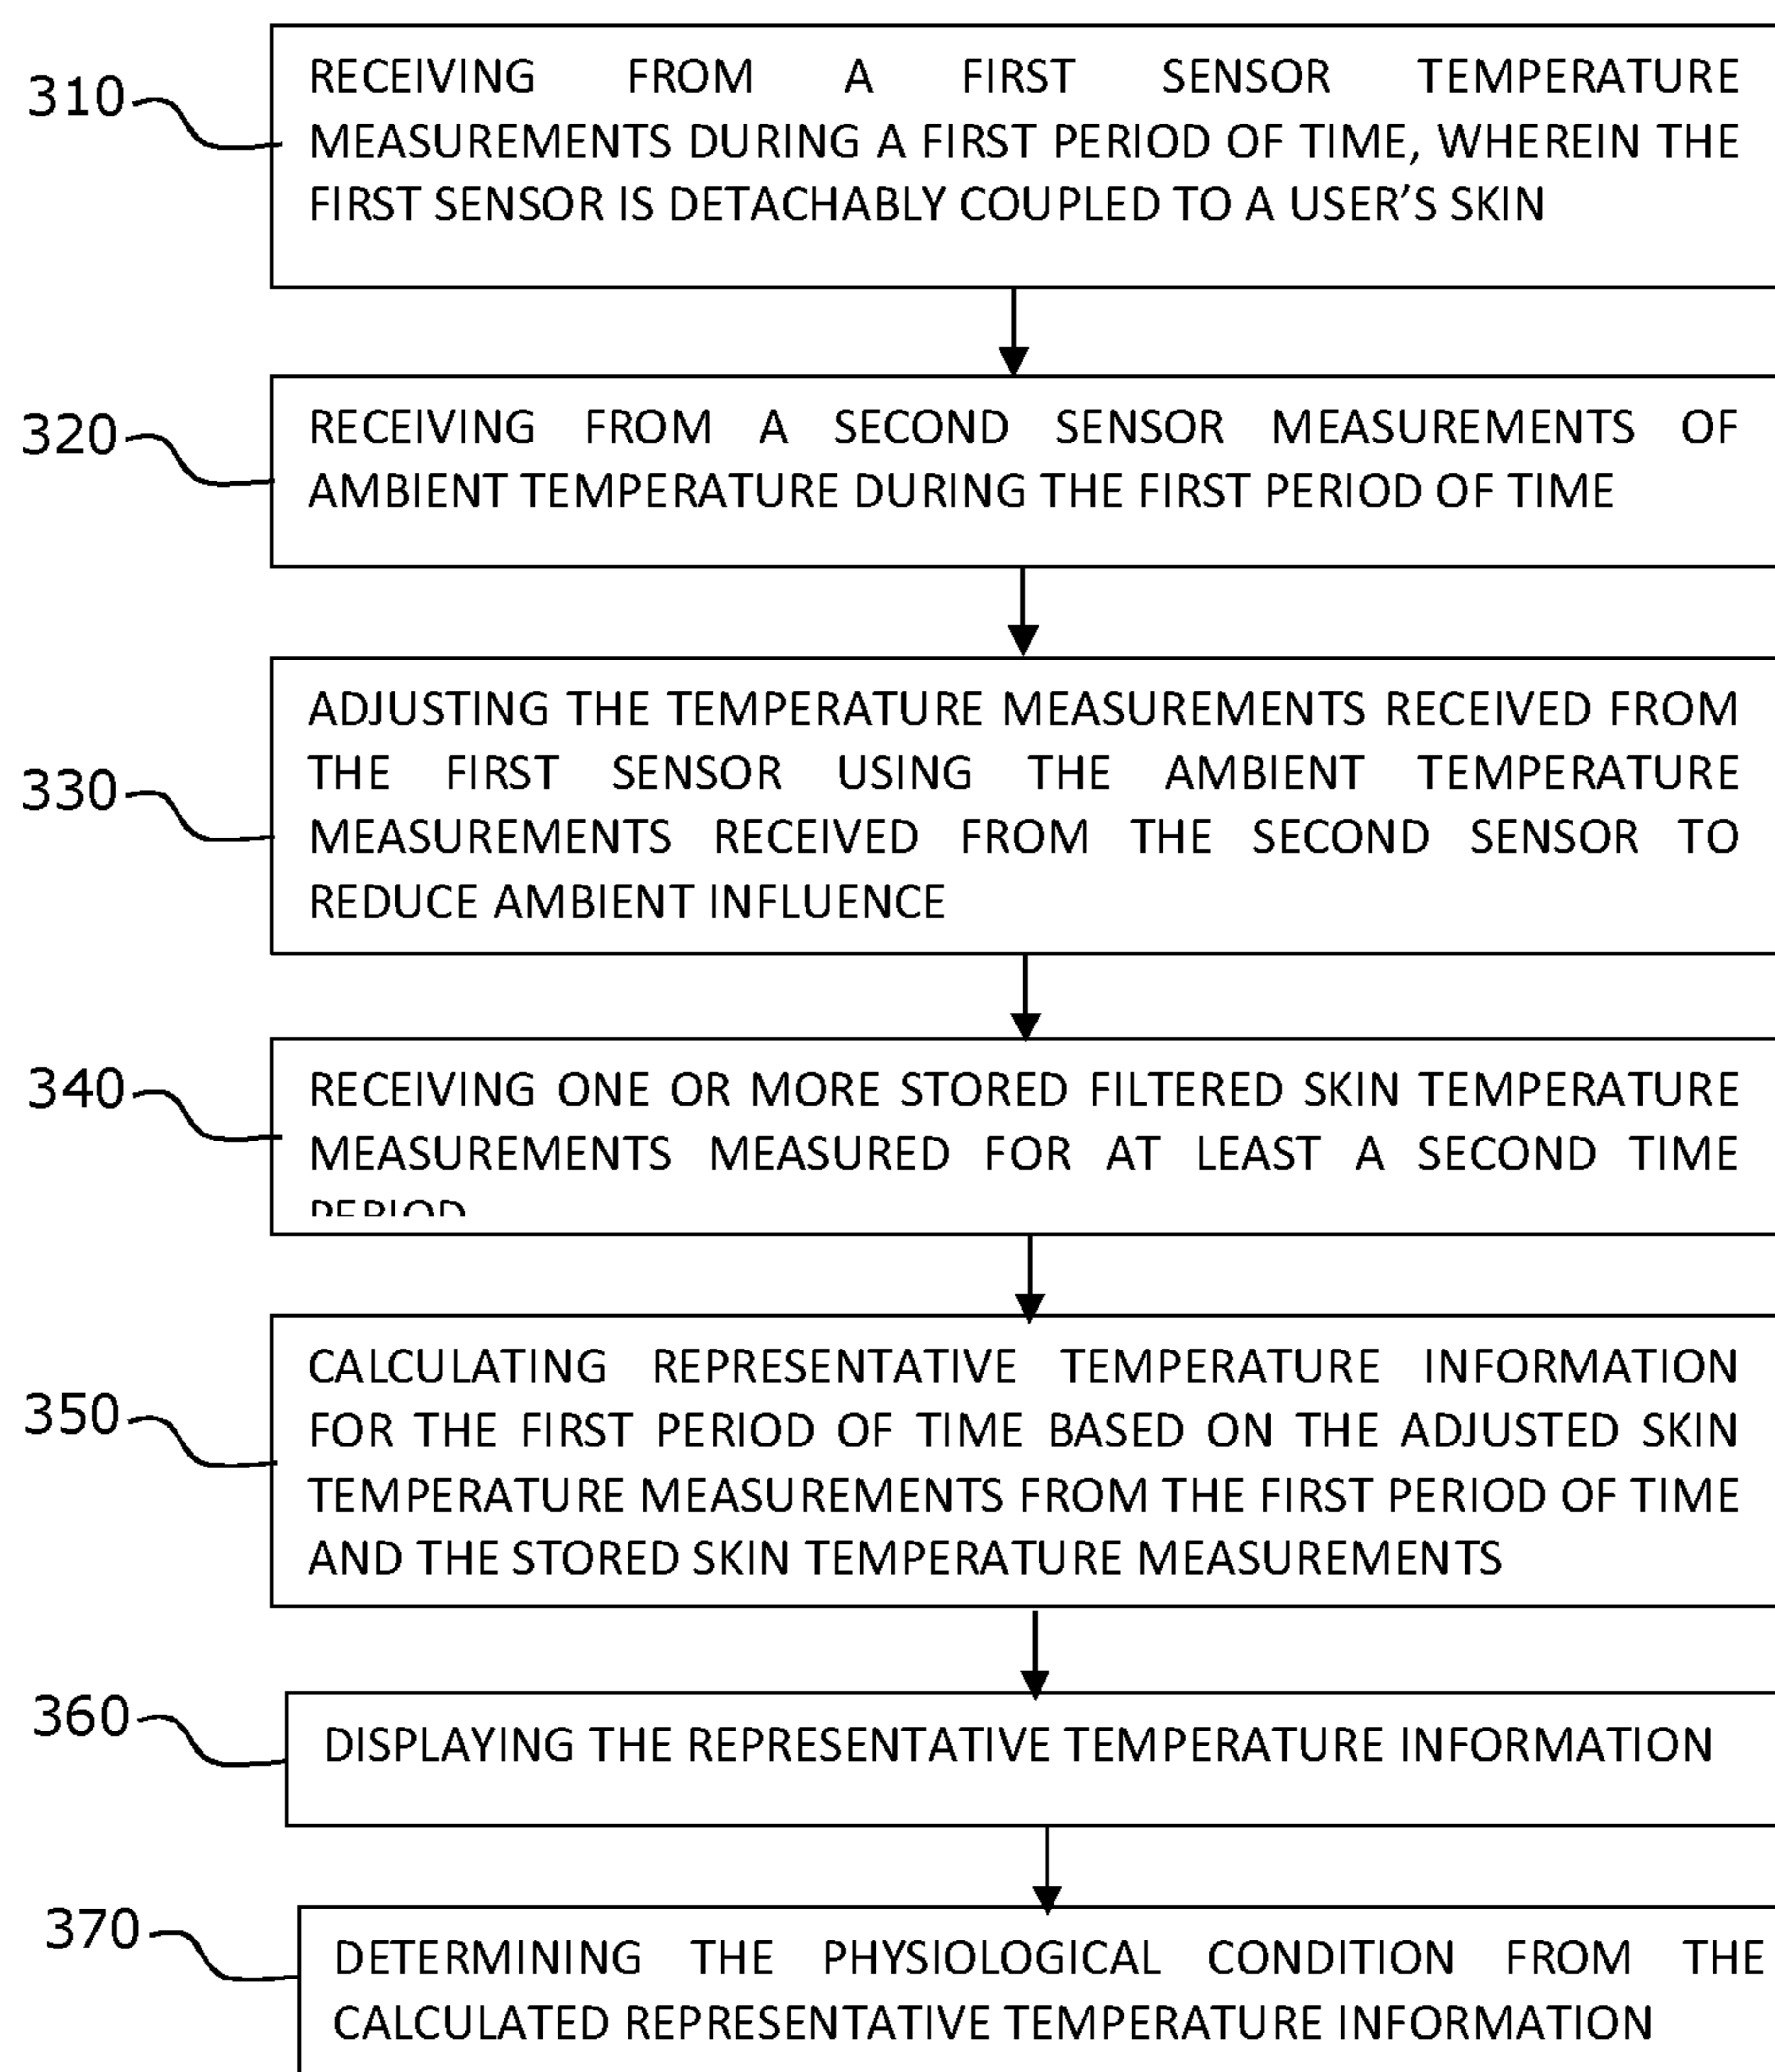 310
RECEIVING FROM A FIRST SENSOR TEMPERATURE
MEASUREMENTS DURING A FIRST PERIOD OF TIME, WHEREIN THE
FIRST SENSOR IS DETACHABLY COUPLED TO A USER’S SKIN
320
RECEIVING FROM A SECOND SENSOR MEASUREMENTS OF
AMBIENT TEMPERATURE DURING THE FIRST PERIOD OF TIME
330
ADJUSTING THE TEMPERATURE MEASUREMENTS RECEIVED FROM
THE FIRST SENSOR USING THE AMBIENT TEMPERATURE
MEASUREMENTS RECEIVED FROM THE SECOND SENSOR TO
REDUCE AMBIENT INFLUENCE
340
RECEIVING ONE OR MORE STORED FILTERED SKIN TEMPERATURE
MEASUREMENTS MEASURED FOR AT LEAST A SECOND TIME
PERIOD
350
CALCULATING REPRESENTATIVE TEMPERATURE INFORMATION
FOR THE FIRST PERIOD OF TIME BASED ON THE ADJUSTED SKIN
TEMPERATURE MEASUREMENTS FROM THE FIRST PERIOD OF TIME
AND THE STORED SKIN TEMPERATURE MEASUREMENTS
360
DISPLAYING THE REPRESENTATIVE TEMPERATURE INFORMATION
370
DETERMINING THE PHYSIOLOGICAL CONDITION FROM THE
CALCULATED REPRESENTATIVE TEMPERATURE INFORMATION